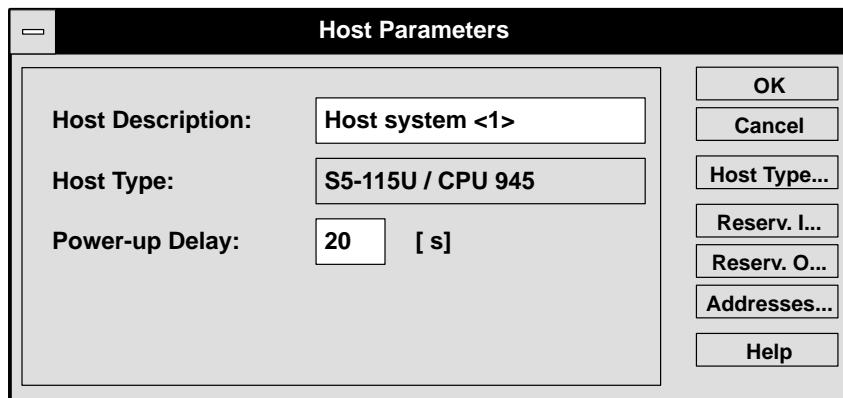 Host Parameters
Host Description: Host system <1>
Host Type: S5-115U / CPU 945
Power-up Delay: 20 [ s]
OK
Cancel
Host Type...
Reserv. I...
Reserv. O...
Addresses...
Help